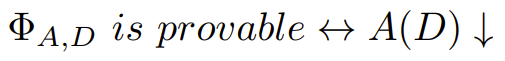 Φ_{A,D} is provable ↔ A(D) ↓